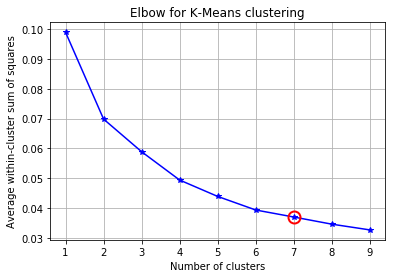 Elbow for K-Means clustering
Average within-cluster sum of squares
0.10
0.09
0.08
0.07
0.06
0.05
0.04
0.03
1 2 3 4 5 6 7 8 9
Number of clusters